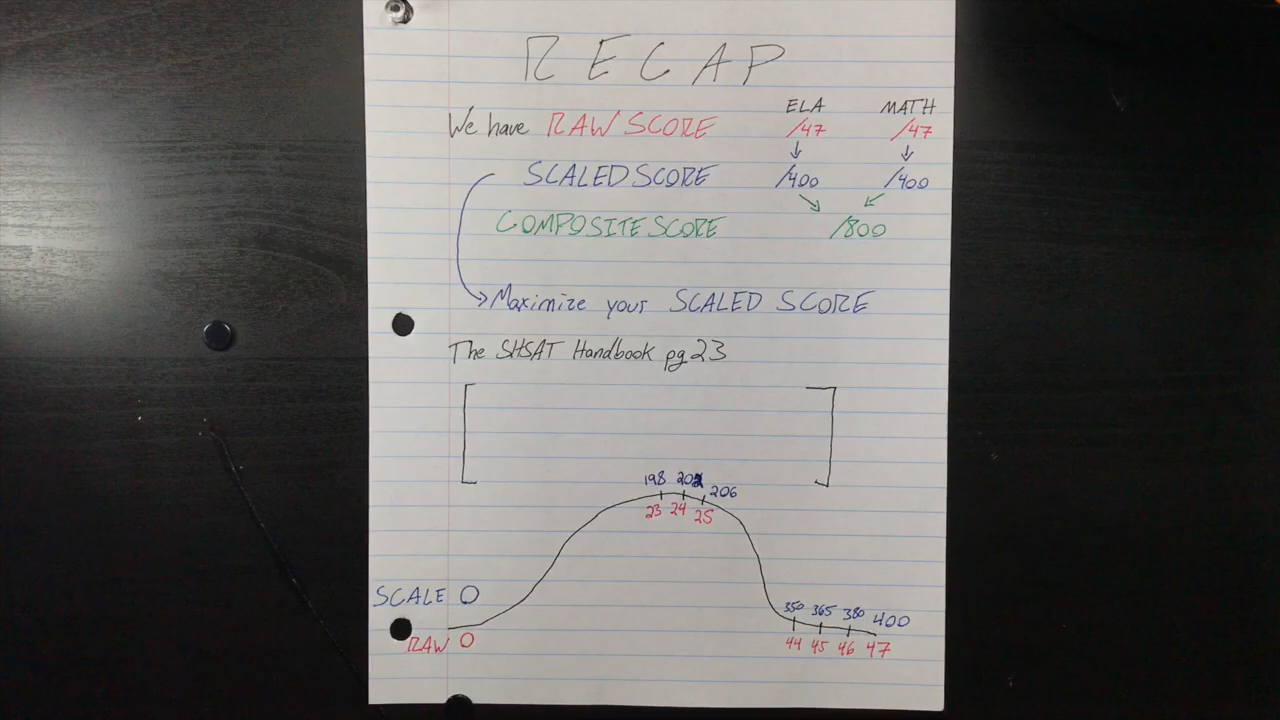 RECAP
ELA MATH
We have RAW SCORE /47 /47
SCALED SCORE /400 /400
COMPOSITE SCORE /800
Maximize your SCALED SCORE
The SHSAT Handbook pg 23
198 202 206
23 24 25
SCALE 0
350 365 380 400
RAW 0
44 45 46 47